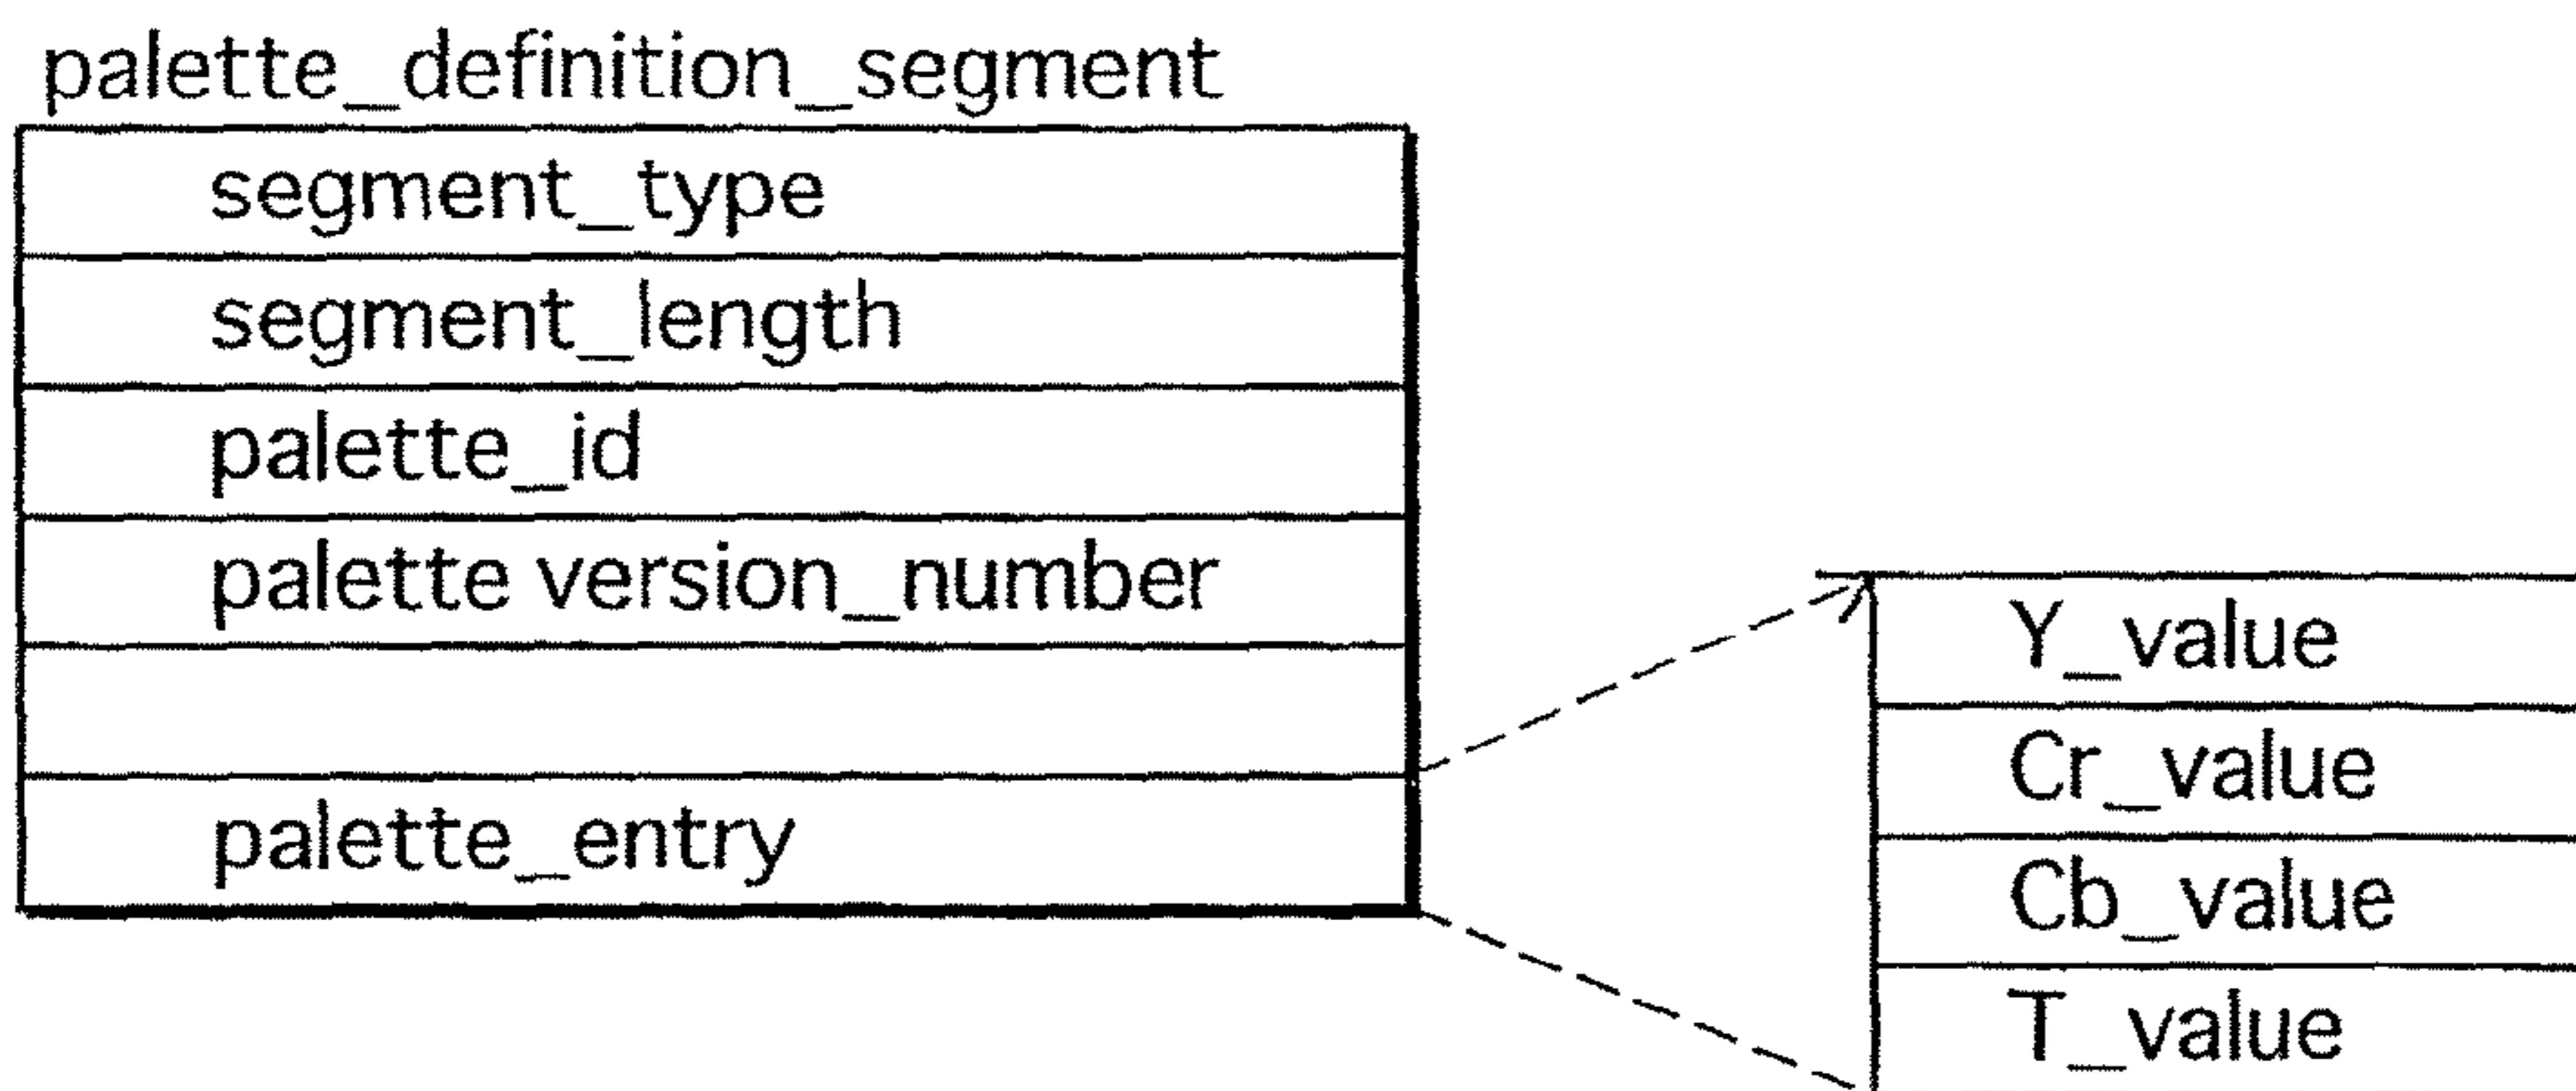 palette_definition_segment
segment_type
segment_length
palette_id
palette version_number
palette_entry
Y_value
Cr_value
Cb_value
T_value